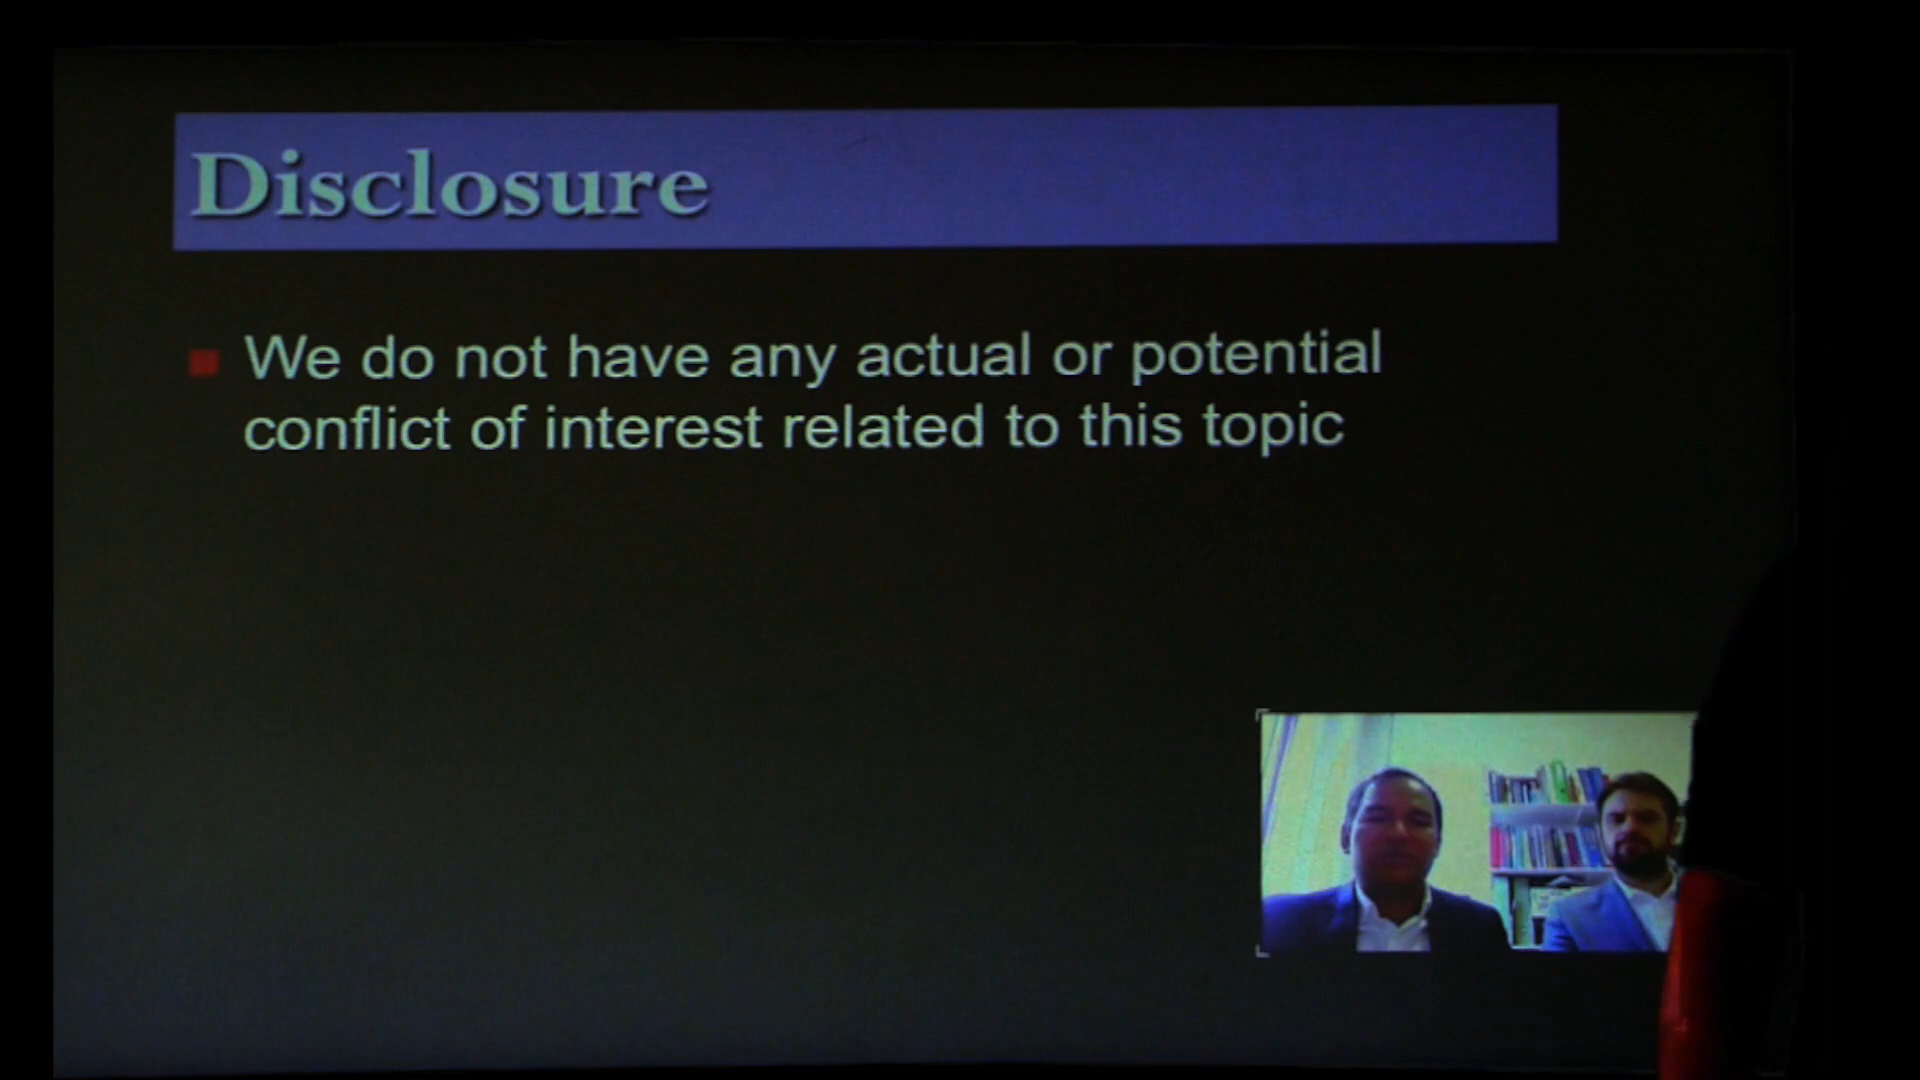 Disclosure
We do not have any actual or potential
conflict of interest related to this topic